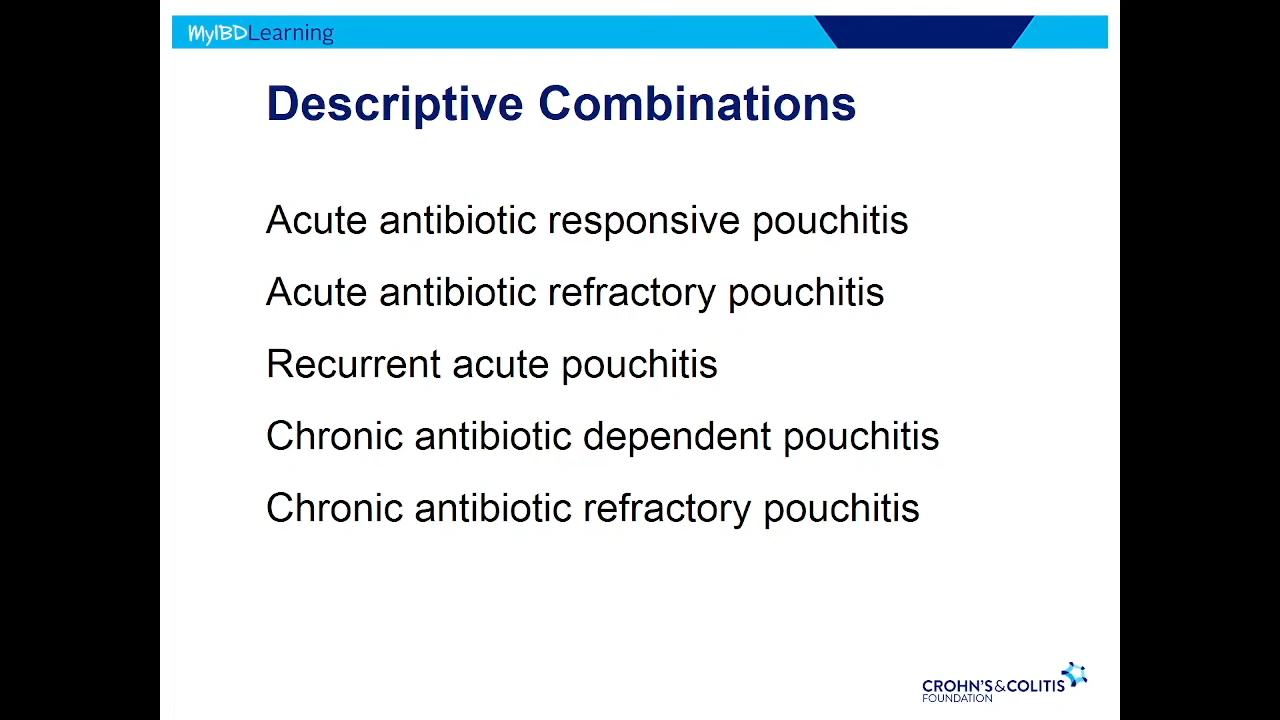 MyIBDLearning
Descriptive Combinations
Acute antibiotic responsive pouchitis
Acute antibiotic refractory pouchitis
Recurrent acute pouchitis
Chronic antibiotic dependent pouchitis
Chronic antibiotic refractory pouchitis
CROHN'S&COLITIS
FOUNDATION